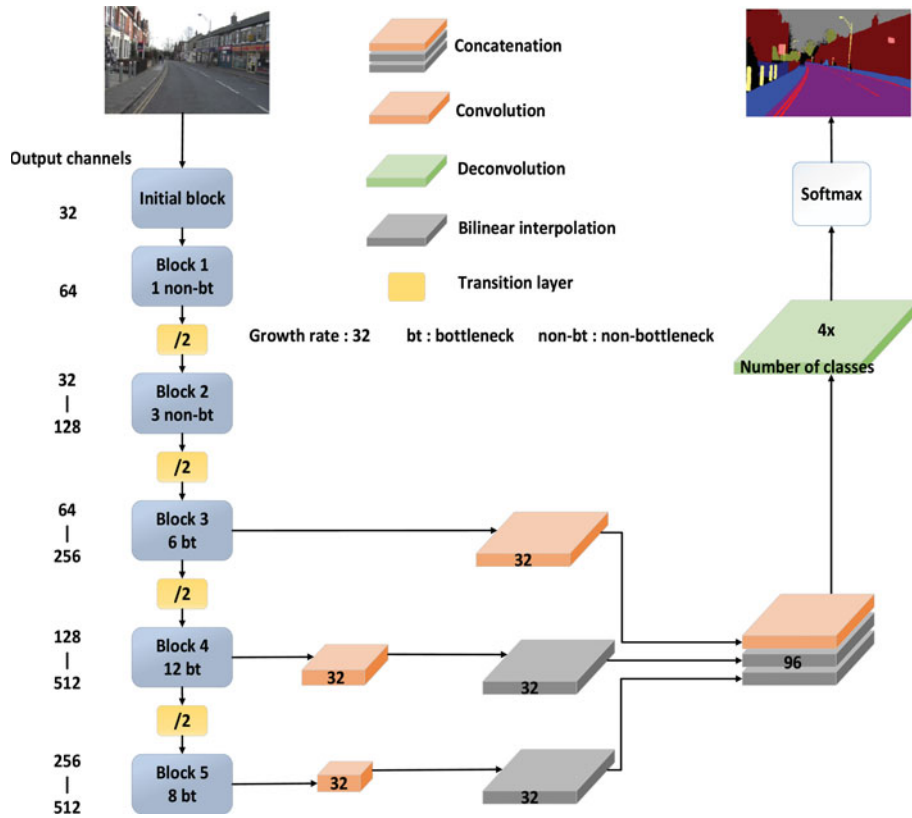 Output channels
32
64
32
|
128
64
|
256
128
|
512
256
|
512
Initial block
Block 1
1 non-bt
/2
Block 2
3 non-bt
/2
Block 3
6 bt
/2
Block 4
12 bt
/2
Block 5
8 bt
Concatenation
Convolution
Deconvolution
Bilinear interpolation
Transition layer
Growth rate : 32 bt : bottleneck non-bt : non-bottleneck
32
32
32
32
32
96
4x
Number of classes
Softmax